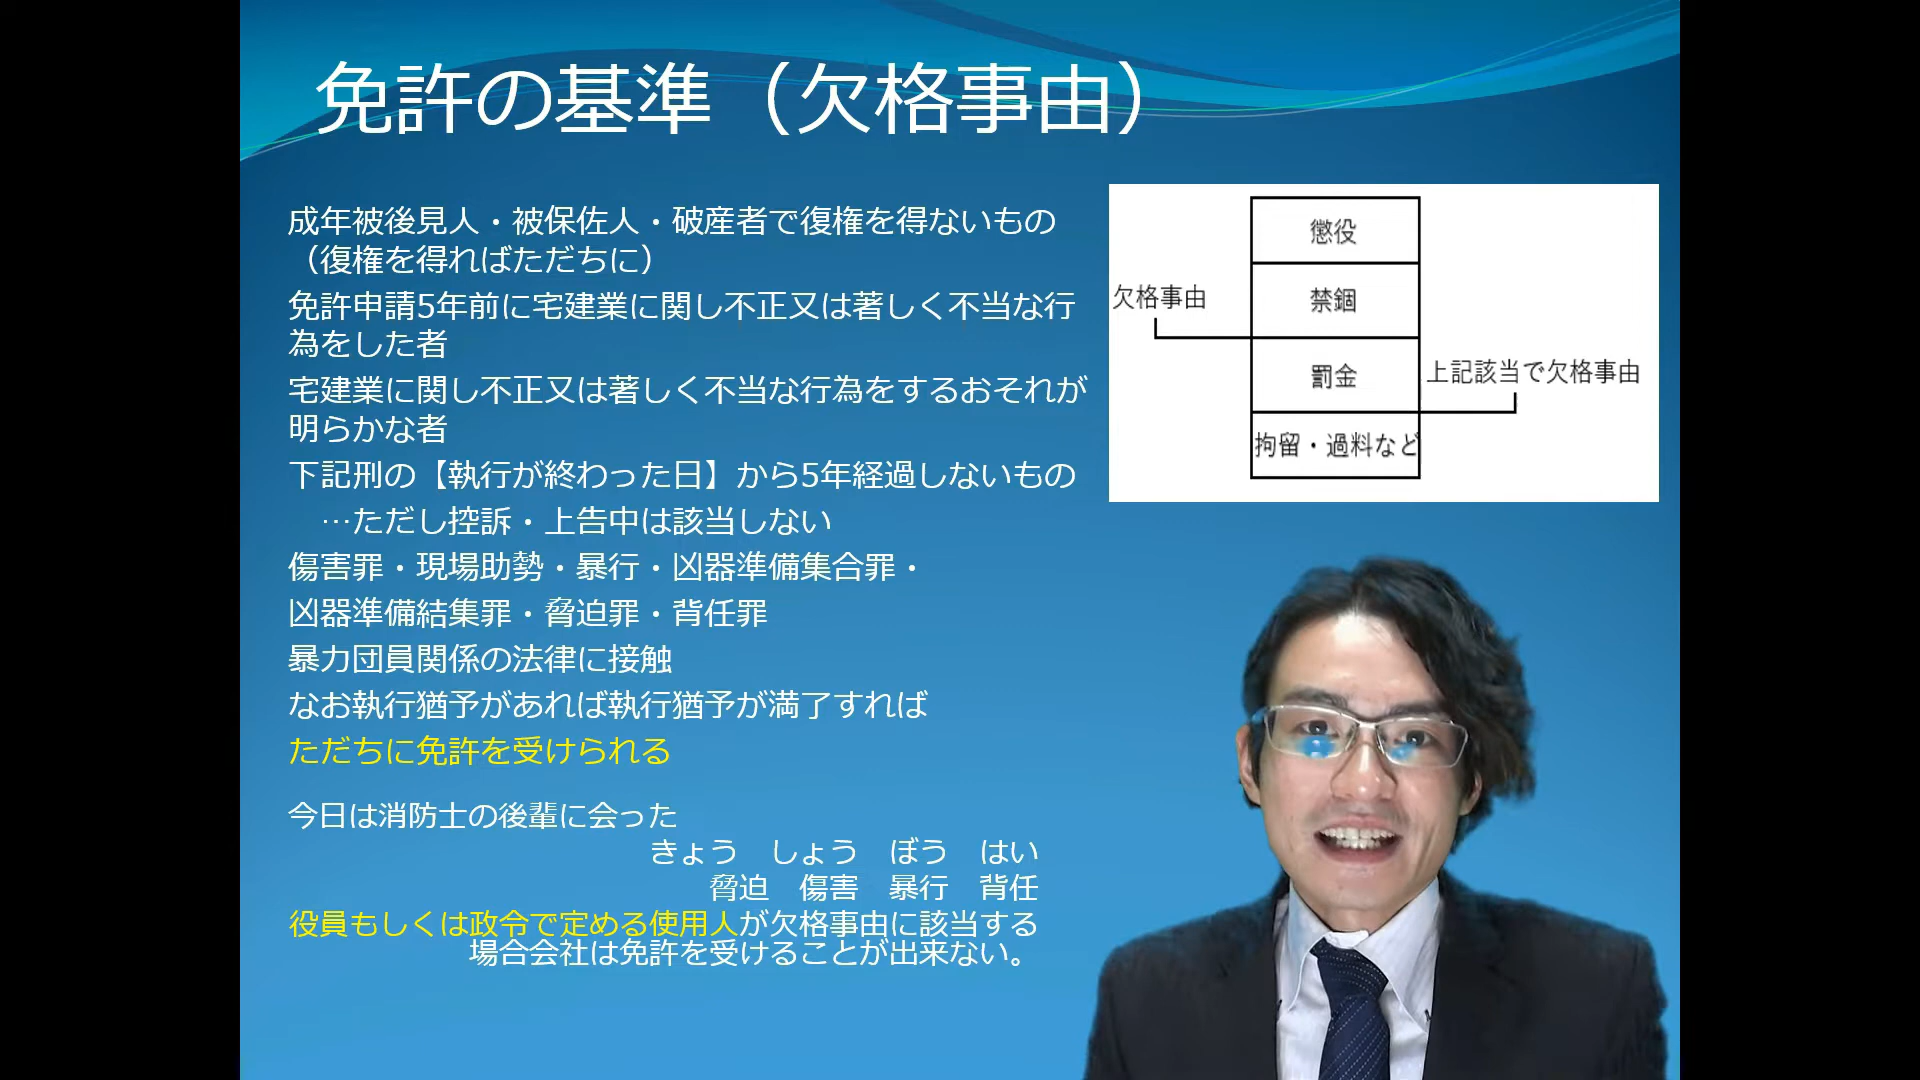 免許の基準（欠格事由）
成年被後見人・被保佐人・破産者で復権を得ないもの
（復権を得ればただちに）
免許申請5年前に宅建業に関し不正又は著しく不当な行
為をした者
宅建業に関し不正又は著しく不当な行為をするおそれが
明らかな者
下記刑の【執行が終わった日】から5年経過しないもの
…ただし控訴・上告中は該当しない
傷害罪・現場助勢・暴行・凶器準備集合罪・
凶器準備結集罪・脅迫罪・背任罪
暴力団員関係の法律に接触
なお執行猶予があれば執行猶予が満了すれば
ただちに免許を受けられる
今日は消防士の後輩に会った
きょう　しょう　ぼう　はい
脅迫　傷害　暴行　背任
役員もしくは政令で定める使用人が欠格事由に該当する
場合会社は免許を受けることが出来ない。
懲役
欠格事由
禁錮
罰金
上記該当で欠格事由
拘留・過料など